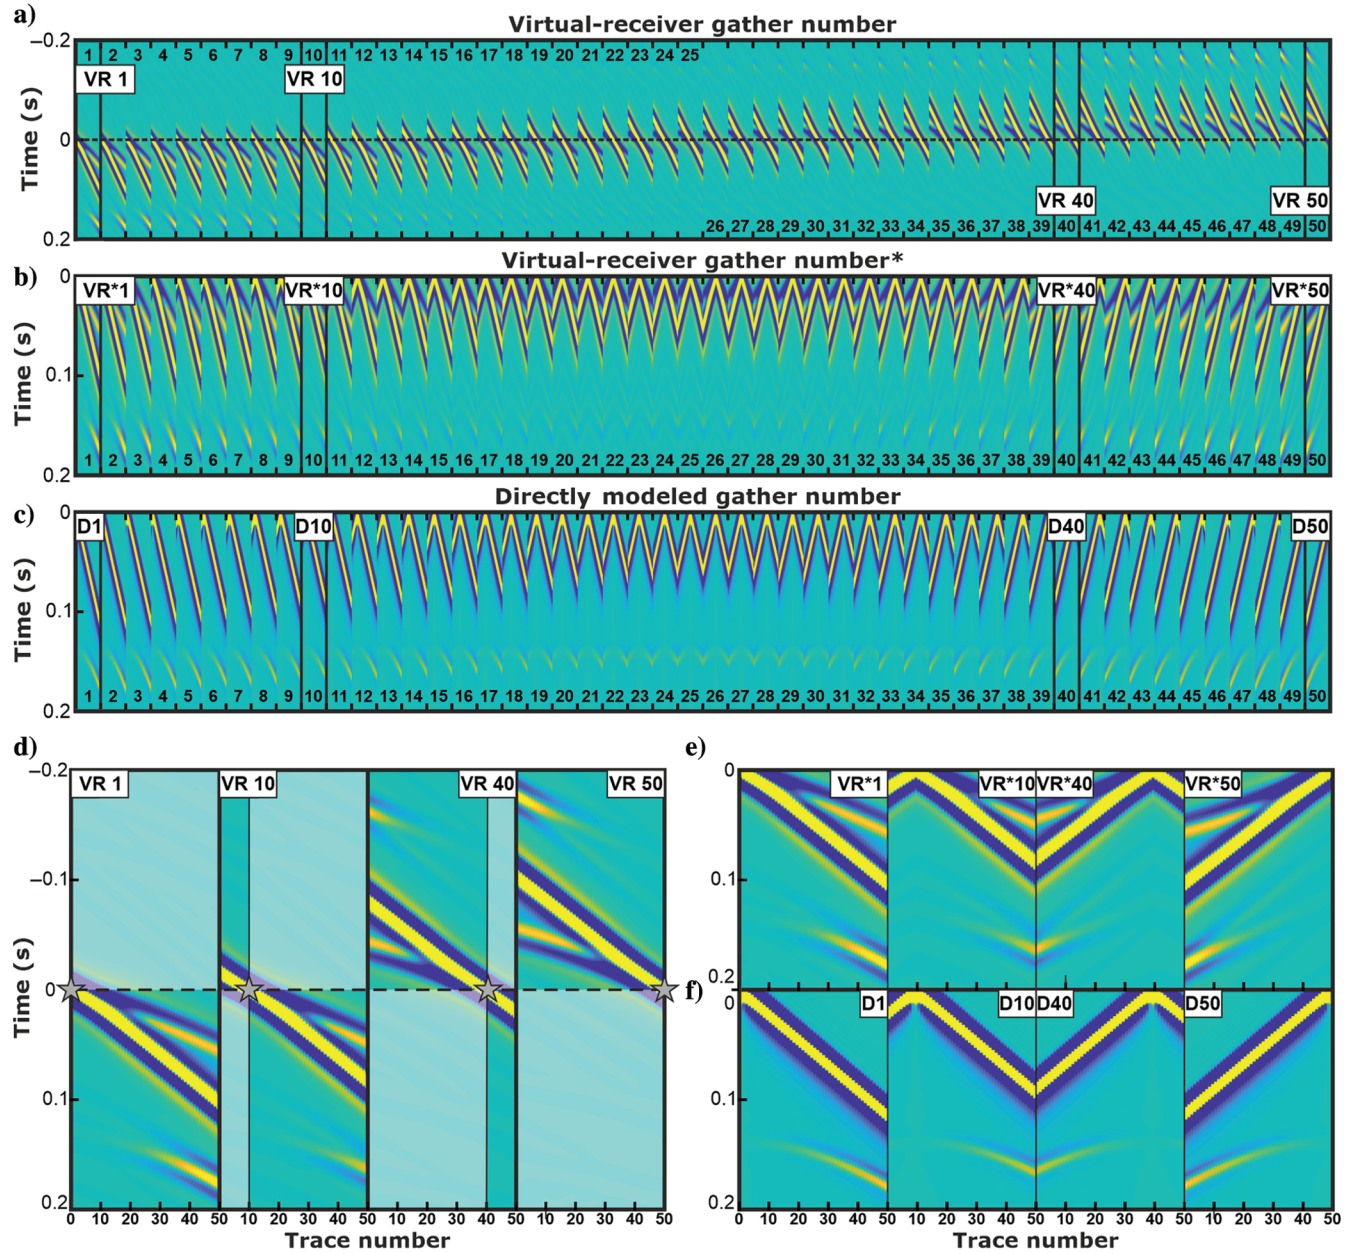 a)
Virtual-receiver gather number
−0.2
1 2 3 4 5 6 7 8 9 10 11 12 13 14 15 16 17 18 19 20 21 22 23 24 25
VR 1
VR 10
Time (s)
0
VR 40
VR 50
26 27 28 29 30 31 32 33 34 35 36 37 38 39 40 41 42 43 44 45 46 47 48 49 50
0.2
b)
Virtual-receiver gather number*
0
VR*1
VR*10
VR*40
VR*50
Time (s)
0.1
1 2 3 4 5 6 7 8 9 10 11 12 13 14 15 16 17 18 19 20 21 22 23 24 25 26 27 28 29 30 31 32 33 34 35 36 37 38 39 40 41 42 43 44 45 46 47 48 49 50
0.2
c)
Directly modeled gather number
0
D1
D10
D40
D50
Time (s)
0.1
1 2 3 4 5 6 7 8 9 10 11 12 13 14 15 16 17 18 19 20 21 22 23 24 25 26 27 28 29 30 31 32 33 34 35 36 37 38 39 40 41 42 43 44 45 46 47 48 49 50
0.2
d)
−0.2
VR 1
VR 10
VR 40
VR 50
−0.1
Time (s)
0
0.1
0.2
0 10 20 30 40 50 10 20 30 40 50 10 20 30 40 50 10 20 30 40 50
Trace number
e)
0
VR*1
VR*10
VR*40
VR*50
0.1
0.2
f)
0
D1
D10
D40
D50
0.1
0.2
0 10 20 30 40 50 10 20 30 40 50 10 20 30 40 50 10 20 30 40 50
Trace number